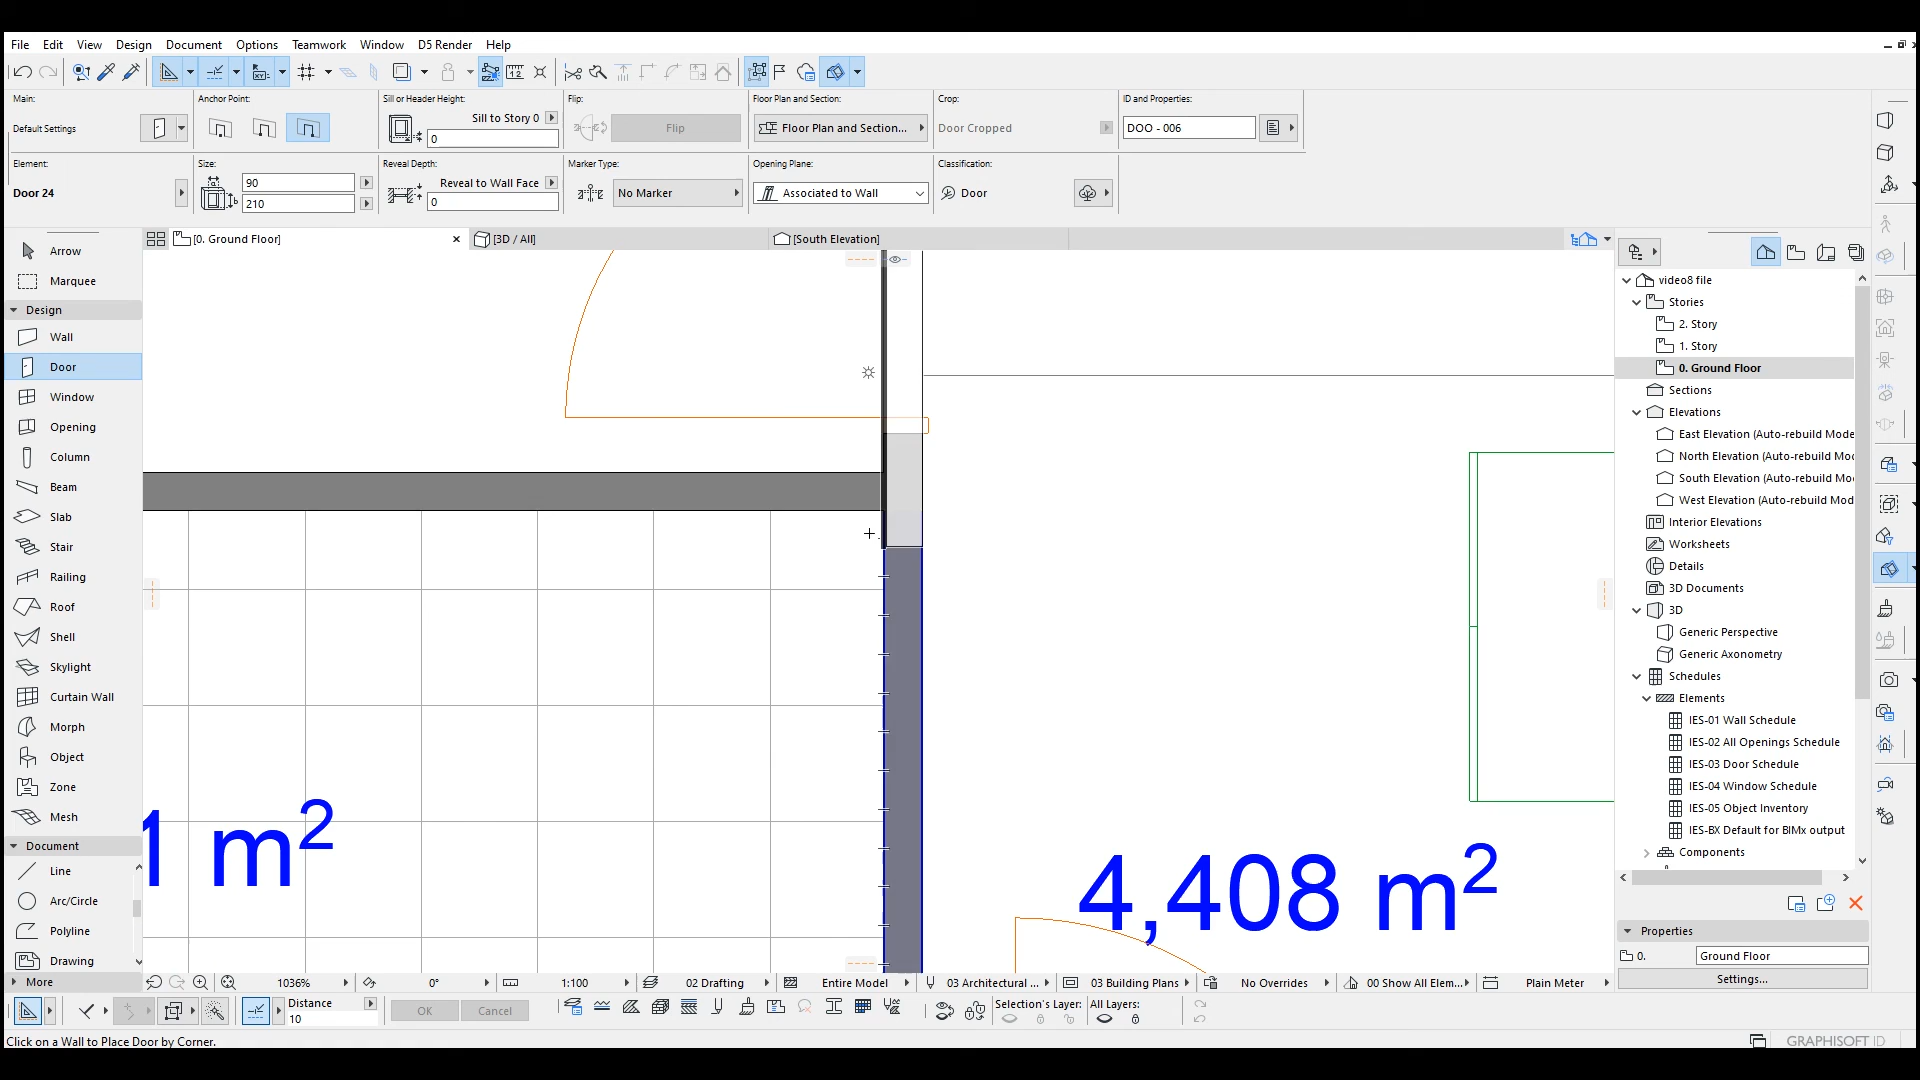 File Edit View Design Document Options Teamwork Window D5 Render Help
Main: Anchor Point: Sill or Header Height: Flip: Floor Plan and Section: Crop: ID and Properties:
Default Settings Sill to Story 0 Flip Floor Plan and Section... Door Cropped DOO - 006
0
Element: Size: Reveal Depth: Marker Type: Opening Plane: Classification:
Door 24 90 Reveal to Wall Face No Marker Associated to Wall Door
210 0
[0. Ground Floor] [3D / All] [South Elevation]
Arrow
Marquee
Design
Wall
Door
Window
Opening
Column
Beam
Slab
Stair
Railing
Roof
Shell
Skylight
Curtain Wall
Morph
Object
Zone
Mesh
Document
Line
Arc/Circle
Polyline
Drawing
More
1 m2
4,408 m2
video8 file
Stories
2. Story
1. Story
0. Ground Floor
Sections
Elevations
East Elevation (Auto-rebuild Mode
North Elevation (Auto-rebuild Mo
South Elevation (Auto-rebuild Mo
West Elevation (Auto-rebuild Mod
Interior Elevations
Worksheets
Details
3D Documents
3D
Generic Perspective
Generic Axonometry
Schedules
Elements
IES-01 Wall Schedule
IES-02 All Openings Schedule
IES-03 Door Schedule
IES-04 Window Schedule
IES-05 Object Inventory
IES-BX Default for BIMx output
Components
Properties
0. Ground Floor
Settings...
1036% 0° 1:100 02 Drafting Entire Model 03 Architectural ... 03 Building Plans No Overrides 00 Show All Elem... Plain Meter
Distance
10
OK Cancel
Selection's Layer: All Layers:
Click on a Wall to Place Door by Corner.
GRAPHISOFT ID